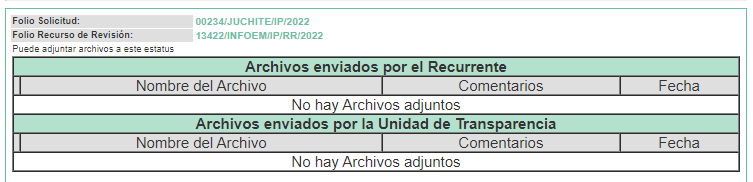 Folio Solicitud: 00234/JUCHITE/IP/2022
Folio Recurso de Revisión: 13422/INFOEM/IP/RR/2022
Puede adjuntar archivos a este estatus
Archivos enviados por el Recurrente
Nombre del Archivo Comentarios Fecha
No hay Archivos adjuntos
Archivos enviados por la Unidad de Transparencia
Nombre del Archivo Comentarios Fecha
No hay Archivos adjuntos